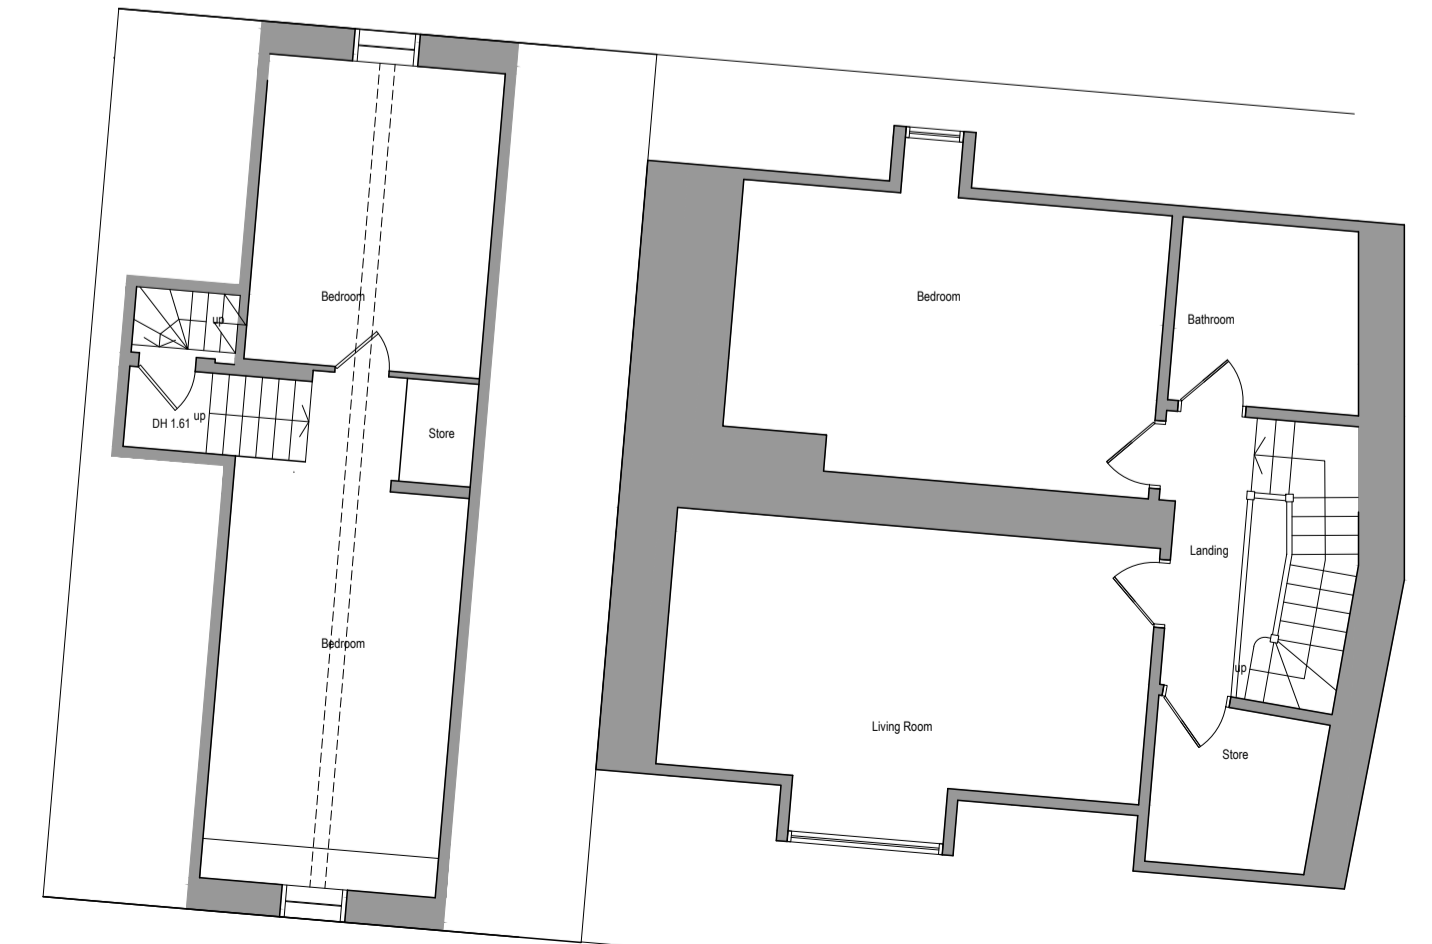 Bedroom
up
DH 1.61
up
Store
Bedroom
Bedroom
Bathroom
Landing
up
Living Room
Store